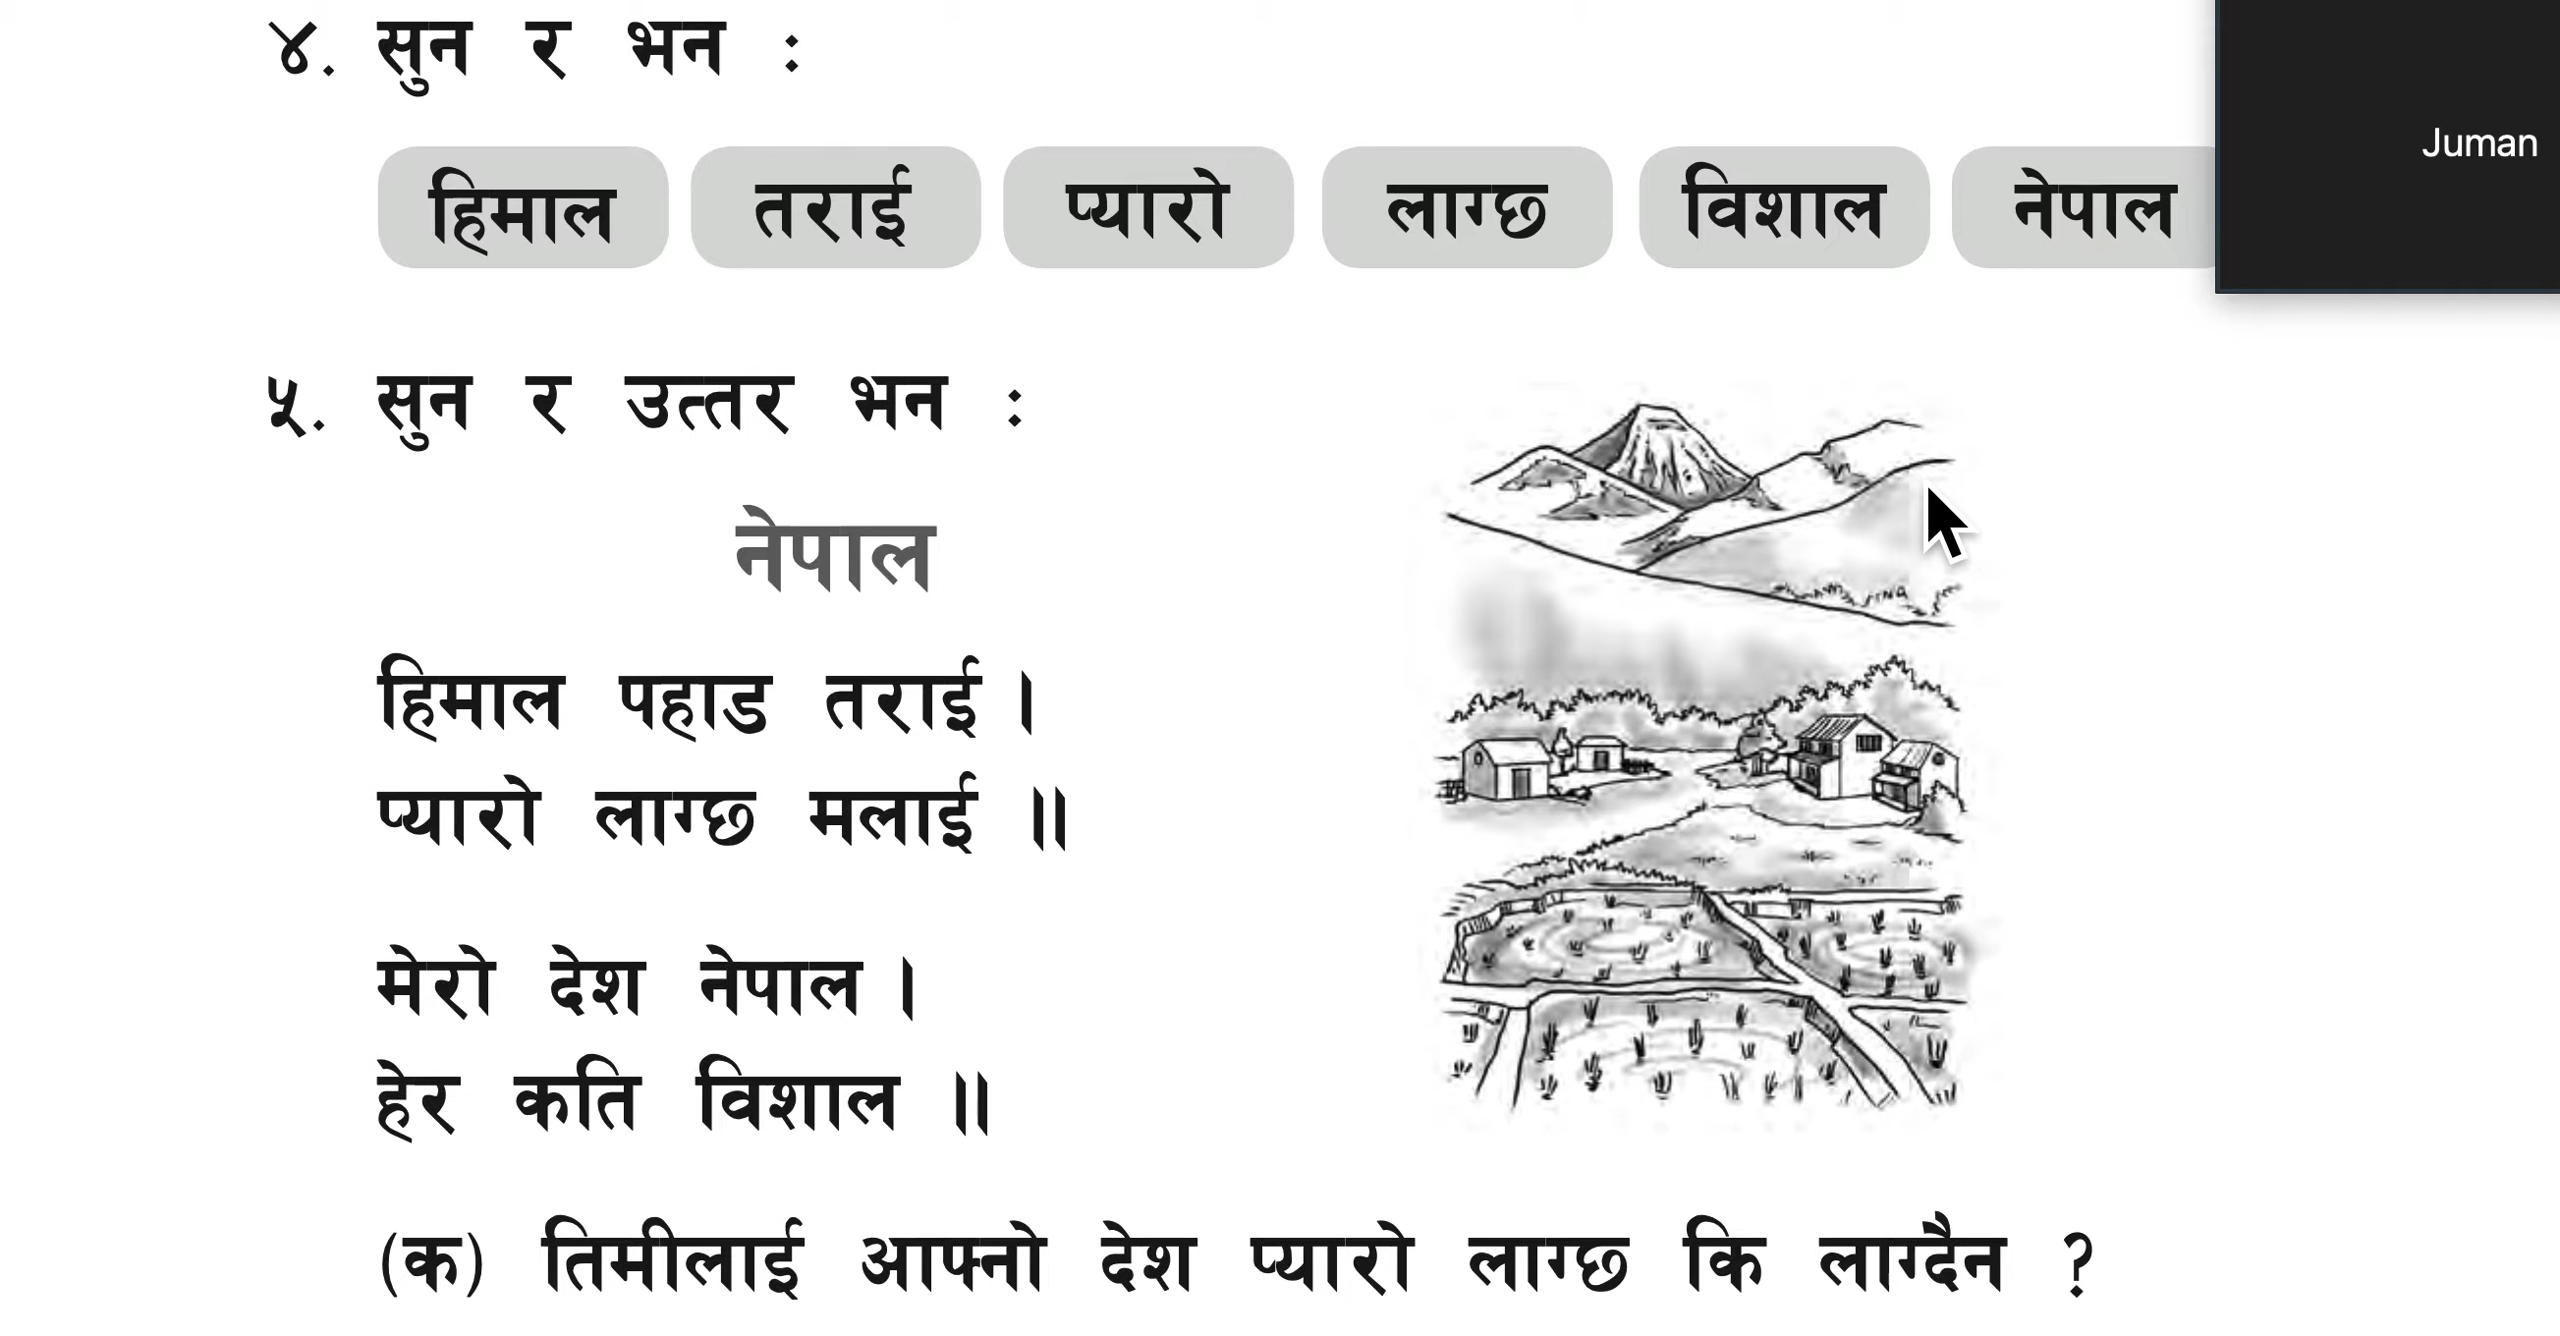 ४. सुन र भन :
हिमाल तराई प्यारो लाग्छ विशाल नेपाल
Juman
५. सुन र उत्तर भन :
नेपाल
हिमाल पहाड तराई ।
प्यारो लाग्छ मलाई ॥
मेरो देश नेपाल ।
हेर कति विशाल ॥
(क) तिमीलाई आफ्नो देश प्यारो लाग्छ कि लाग्दैन ?